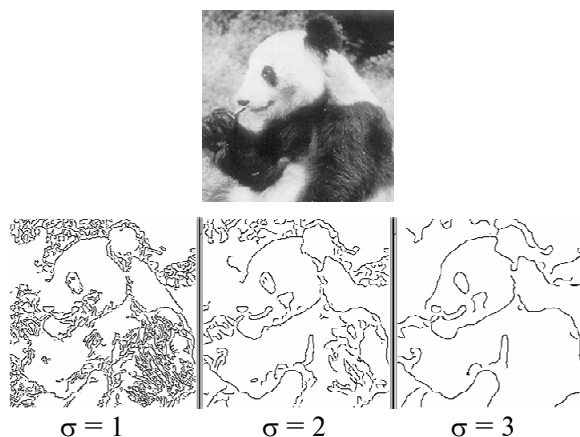 σ = 1
σ = 2
σ = 3